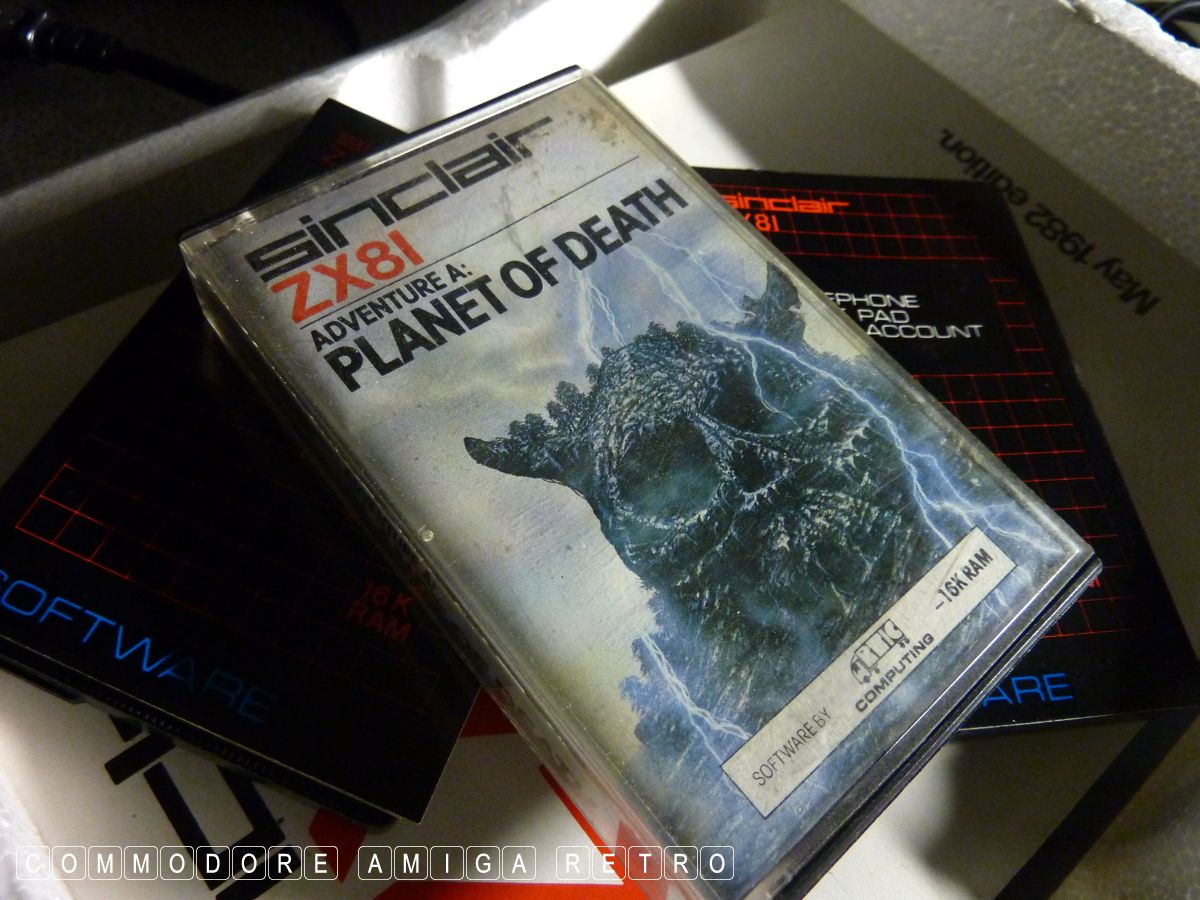 sinclair
ZX81
ADVENTURE A:
PLANET OF DEATH
SOFTWARE BY
COMPUTING
-16K RAM
sinclair
ZX81
EPHONE
PAD
ACCOUNT
ARE
May 1982 edition.
16K
RAM
SOFTWARE
COMMODORE AMIGA RETRO